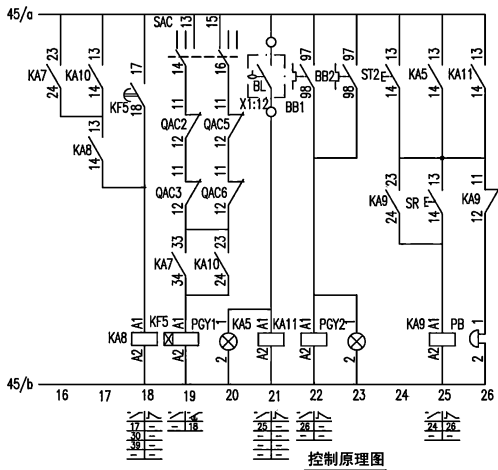 45/a
SAC 13 15
23 KA7 24
13 KA10 14
17 KF5 18
14 16
BL
X1:12
BB1
97 98
BB2 97 98
ST2 E 13 14
KA5 13 14
KA11 13 14
13 KA8 14
11 QAC2 12
11 QAC5 12
11 QAC3 12
11 QAC6 12
23 KA9 24
SR E 13 14
11 KA9 12
33 KA7 34
23 KA10 24
KA8 A1 A2
KF5 A1 A2
PGY1 1 2
KA5 A1 A2
KA11 A1 A2
PGY2 1 2
KA9 A1 A2
PB 1 2
45/b 16 17 18 19 20 21 22 23 24 25 26
17 18 25 26 24 26
30
39
控制原理图